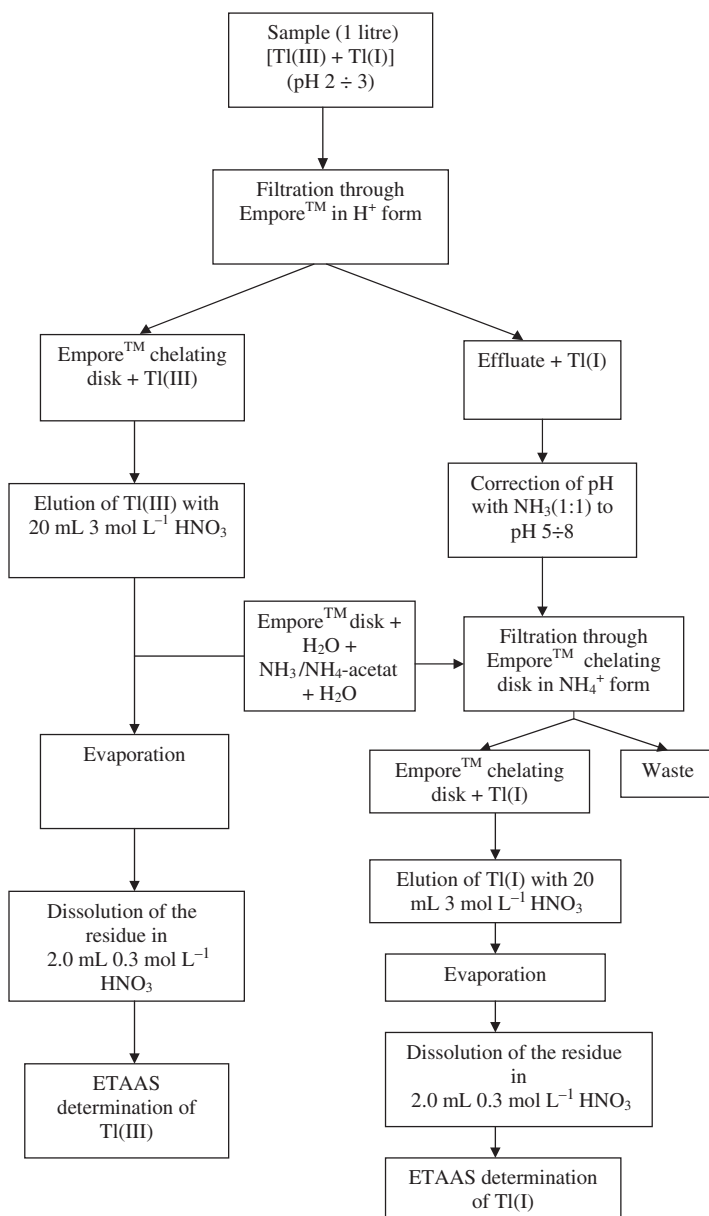 Sample (1 litre)
[Tl(III) + Tl(I)]
(pH 2 ÷ 3)
Filtration through
Empore™ in H⁺ form
Empore™ chelating
disk + Tl(III)
Effluate + Tl(I)
Elution of Tl(III) with
20 mL 3 mol L⁻¹ HNO₃
Correction of pH
with NH₃(1:1) to
pH 5÷8
Empore™ disk +
H₂O +
NH₃/NH₄-acetat
+ H₂O
Filtration through
Empore™ chelating
disk in NH₄⁺ form
Evaporation
Empore™ chelating
disk + Tl(I)
Waste
Elution of Tl(I) with 20
mL 3 mol L⁻¹ HNO₃
Dissolution of the
residue in
2.0 mL 0.3 mol L⁻¹
HNO₃
Evaporation
Dissolution of the residue
in
2.0 mL 0.3 mol L⁻¹ HNO₃
ETAAS
determination of
Tl(III)
ETAAS determination
of Tl(I)